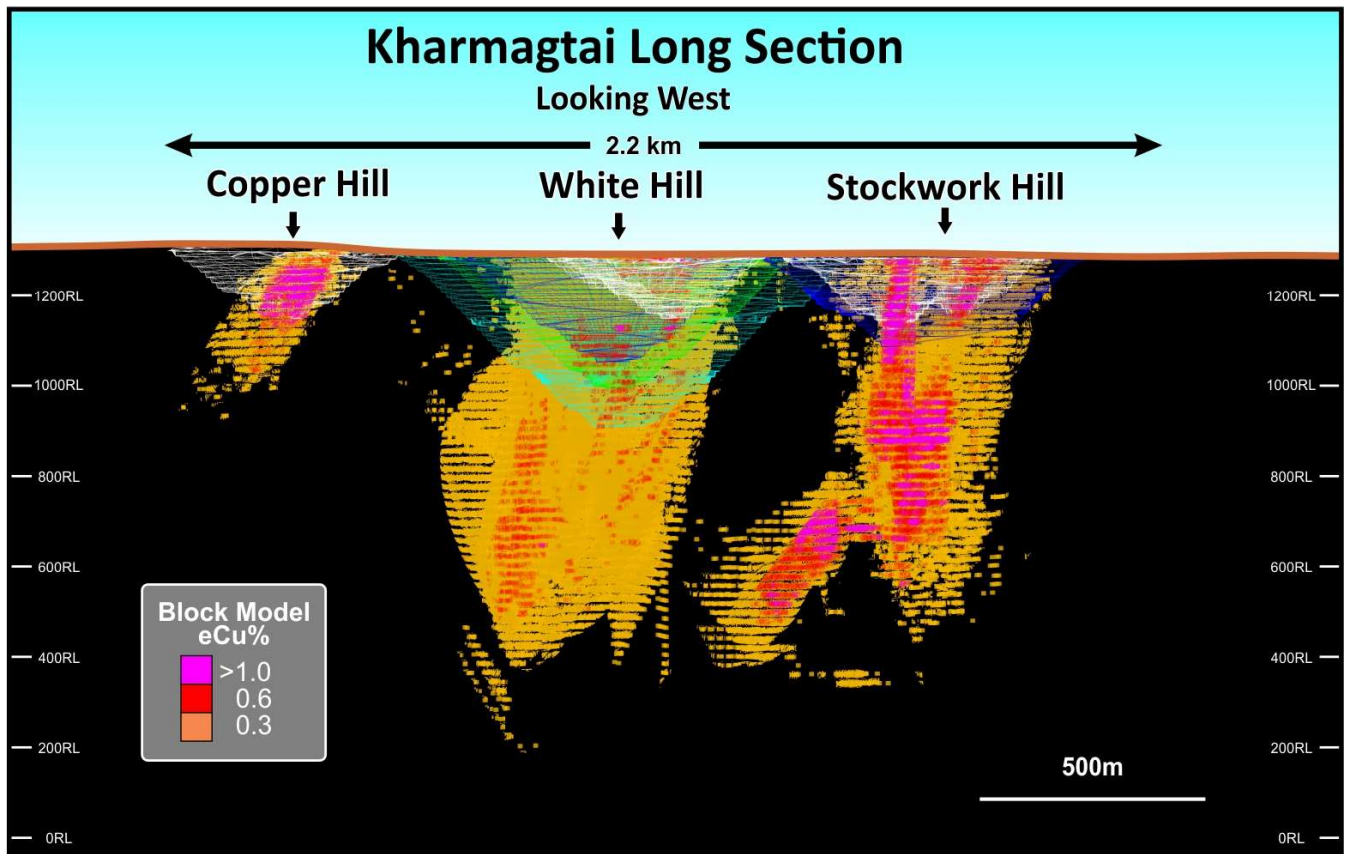 Kharmagtai Long Section
Looking West
2.2 km
Copper Hill
White Hill
Stockwork Hill
1200RL
1200RL
1000RL
1000RL
800RL
800RL
600RL
600RL
Block Model
eCu%
>1.0
0.6
0.3
400RL
400RL
200RL
200RL
500m
0RL
0RL